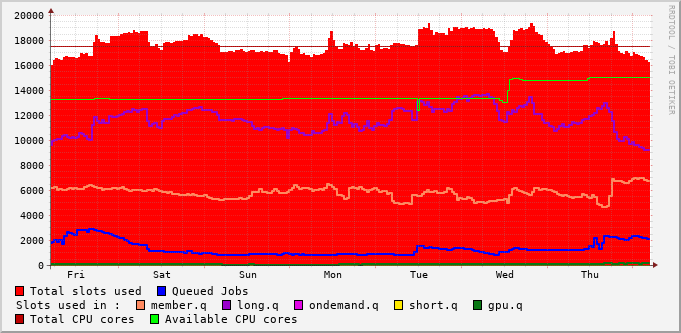 RRDTOOL / TOBI OETIKER
20000
18000
16000
14000
12000
10000
8000
6000
4000
2000
0
Fri Sat Sun Mon Tue Wed Thu
Total slots used Queued Jobs
Slots used in : member.q long.q ondemand.q short.q gpu.q
Total CPU cores Available CPU cores